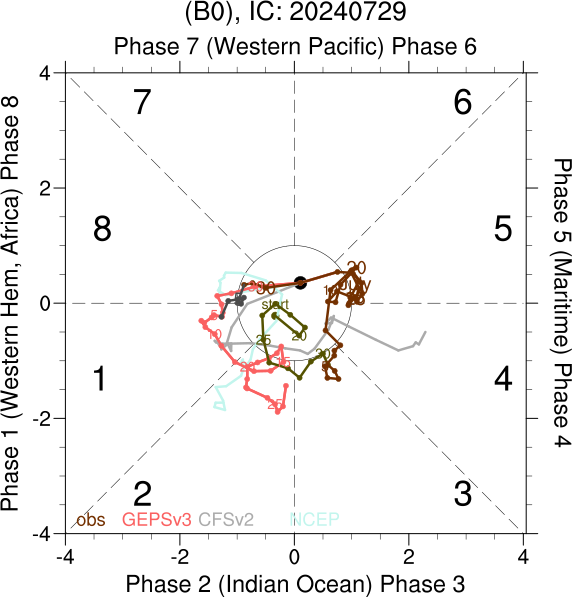 (B0), IC: 20240729
Phase 7 (Western Pacific) Phase 6
Phase 1 (Western Hem, Africa) Phase 8
Phase 5 (Maritime) Phase 4
4
2
0
-2
-4
7
6
8
5
1
4
2
3
30
20
start
20
25
25
obs
GEPSv3
CFSv2
NCEP
-4
-2
0
2
4
Phase 2 (Indian Ocean) Phase 3